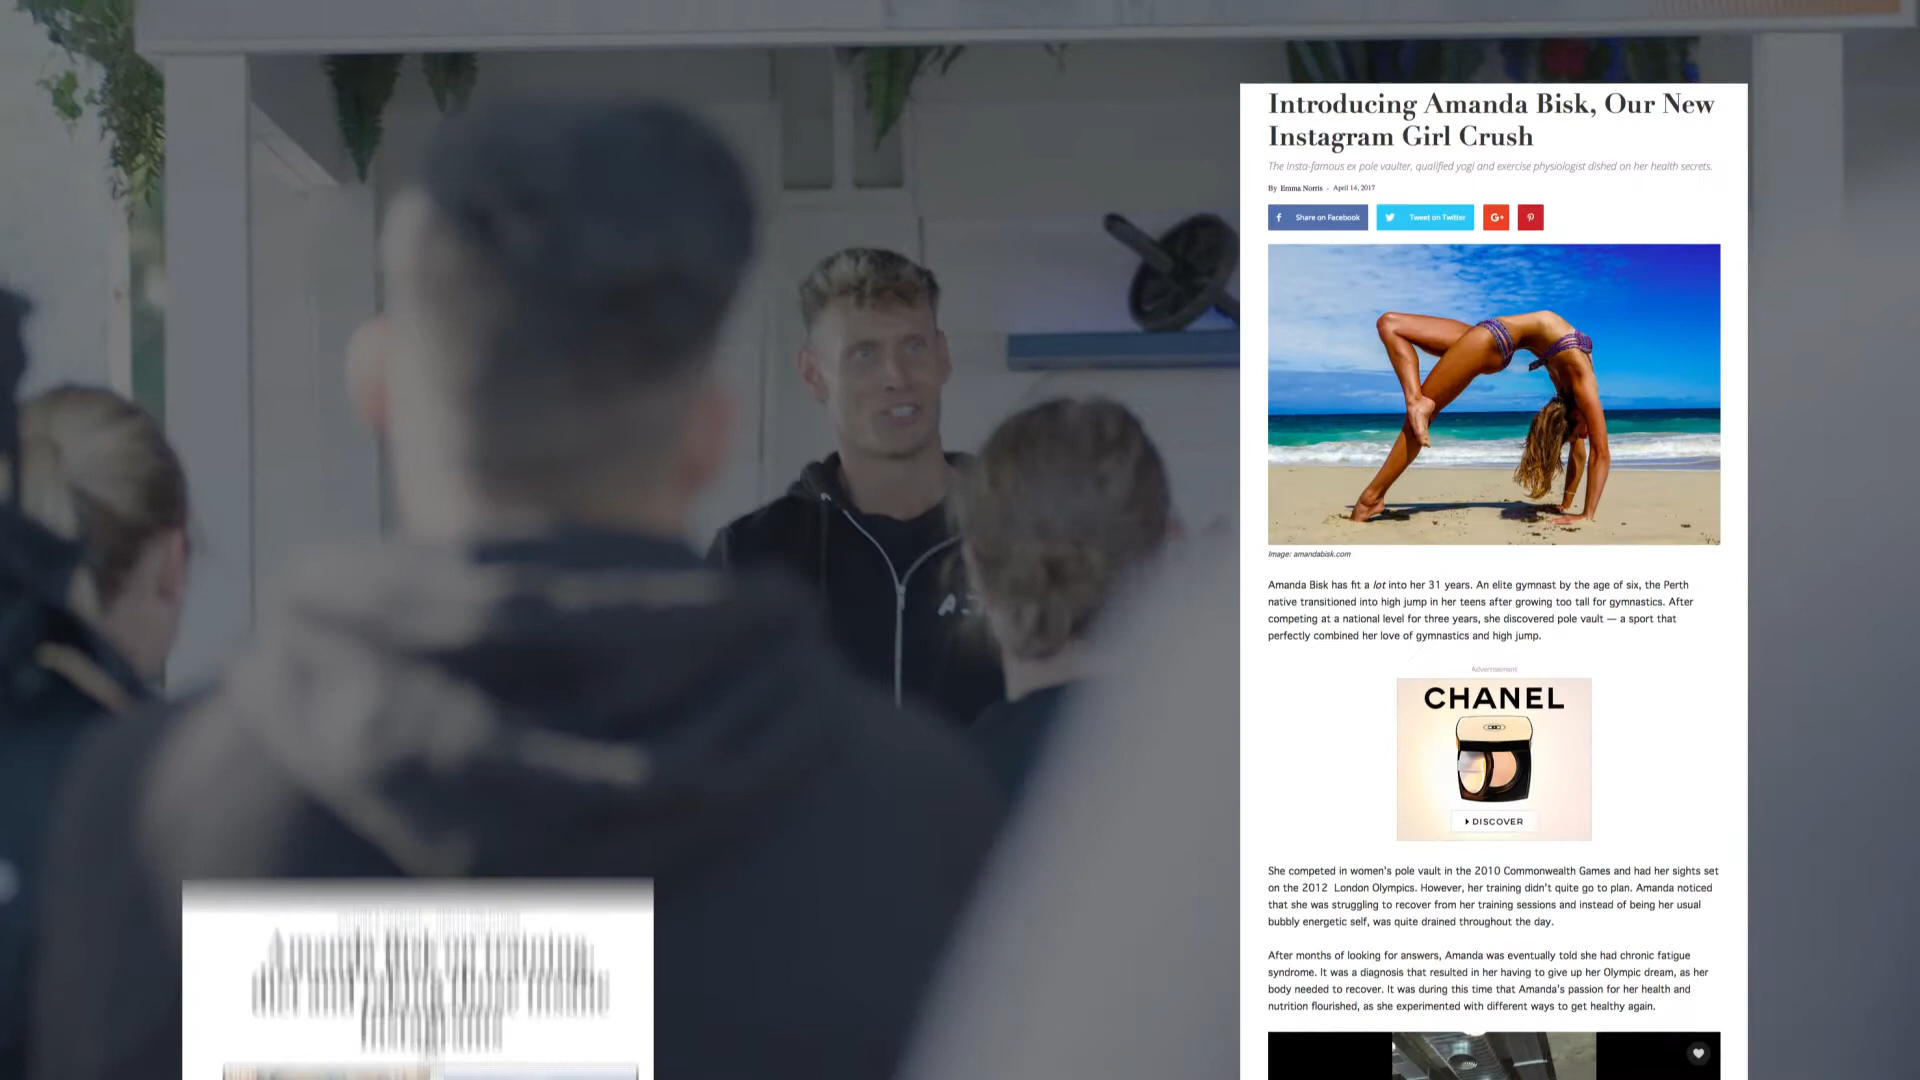 Introducing Amanda Bisk, Our New
Instagram Girl Crush
The Insta-famous ex pole vaulter, qualified yogi and exercise physiologist dished on her health secrets.
By Emma Norris - April 14, 2017
Share on Facebook
Tweet on Twitter
G+
Image: amandabisk.com
Amanda Bisk has fit a lot into her 31 years. An elite gymnast by the age of six, the Perth
native transitioned into high jump in her teens after growing too tall for gymnastics. After
competing at a national level for three years, she discovered pole vault — a sport that
perfectly combined her love of gymnastics and high jump.
Advertisement
CHANEL
DISCOVER
She competed in women's pole vault in the 2010 Commonwealth Games and had her sights set
on the 2012 London Olympics. However, her training didn't quite go to plan. Amanda noticed
that she was struggling to recover from her training sessions and instead of being her usual
bubbly energetic self, was quite drained throughout the day.
After months of looking for answers, Amanda was eventually told she had chronic fatigue
syndrome. It was a diagnosis that resulted in her having to give up her Olympic dream, as her
body needed to recover. It was during this time that Amanda's passion for her health and
nutrition flourished, as she experimented with different ways to get healthy again.